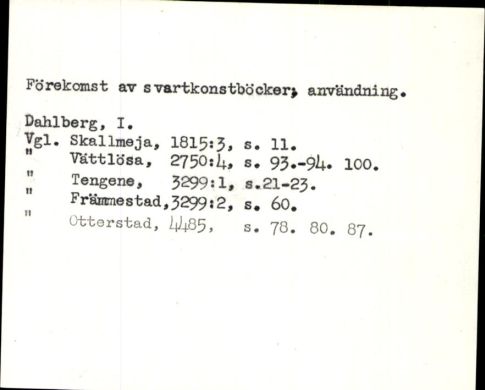 Förekomst av svartkonstböcker, användning.
Dahlberg, I.
Vgl. Skallmeja, 1815:3, s. 11.
" Vättlösa, 2750:4, s. 93.-94. 100.
" Tengene, 3299:1, s.21-23.
" Främmestad,3299:2, s. 60.
" Otterstad, 4485, s. 78. 80. 87.